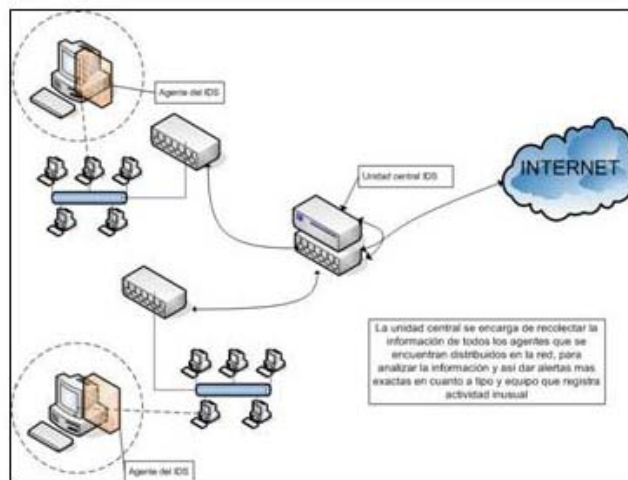 Agente del IDS
Unidad central IDS
INTERNET
La unidad central se encarga de recolectar la
información de todos los agentes que se
encuentran distribuidos en la red, para
analizar la información y así dar alertas mas
exactas en cuanto a tipo y equipo que registra
actividad inusual
Agente del IDS